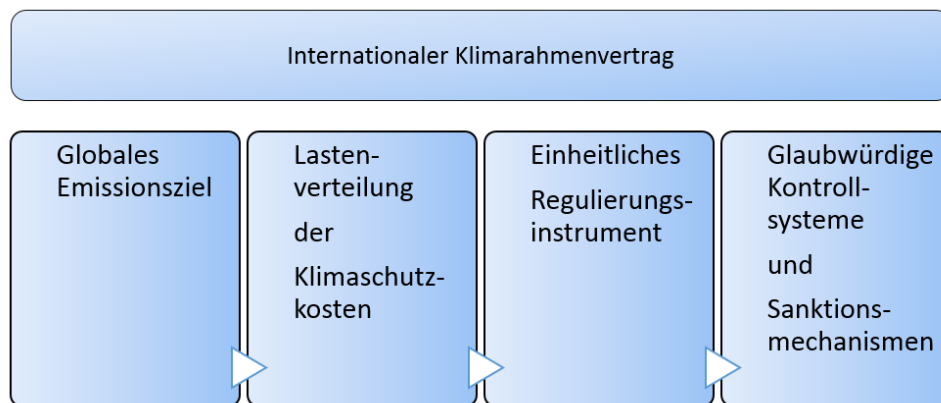 Internationaler Klimarahmenvertrag
Globales
Emissionsziel
Lasten-
verteilung
der
Klimaschutz-
kosten
Einheitliches
Regulierungs-
instrument
Glaubwürdige
Kontroll-
systeme
und
Sanktions-
mechanismen